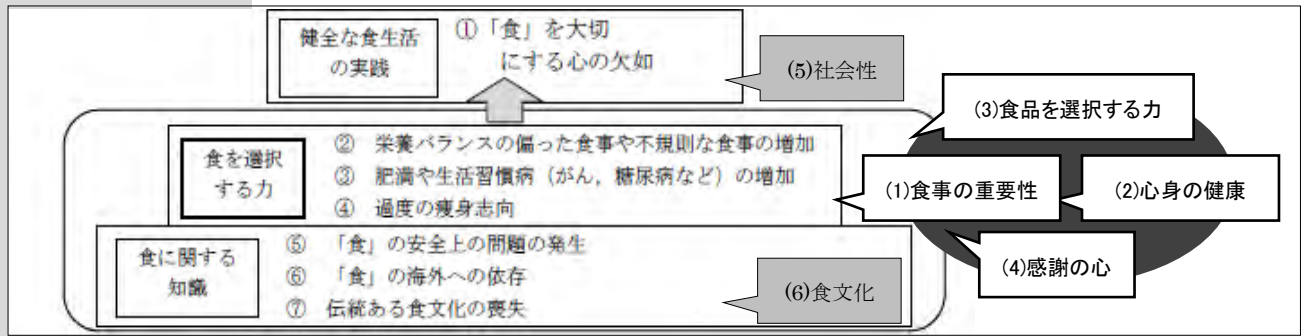 健全な食生活
の実践
① 「食」を大切
にする心の欠如
(5)社会性
食を選択
する力
② 栄養バランスの偏った食事や不規則な食事の増加
③ 肥満や生活習慣病（がん，糖尿病など）の増加
④ 過度の痩身志向
食に関する
知識
⑤ 「食」の安全上の問題の発生
⑥ 「食」の海外への依存
⑦ 伝統ある食文化の喪失
(6)食文化
(3)食品を選択する力
(1)食事の重要性
(2)心身の健康
(4)感謝の心